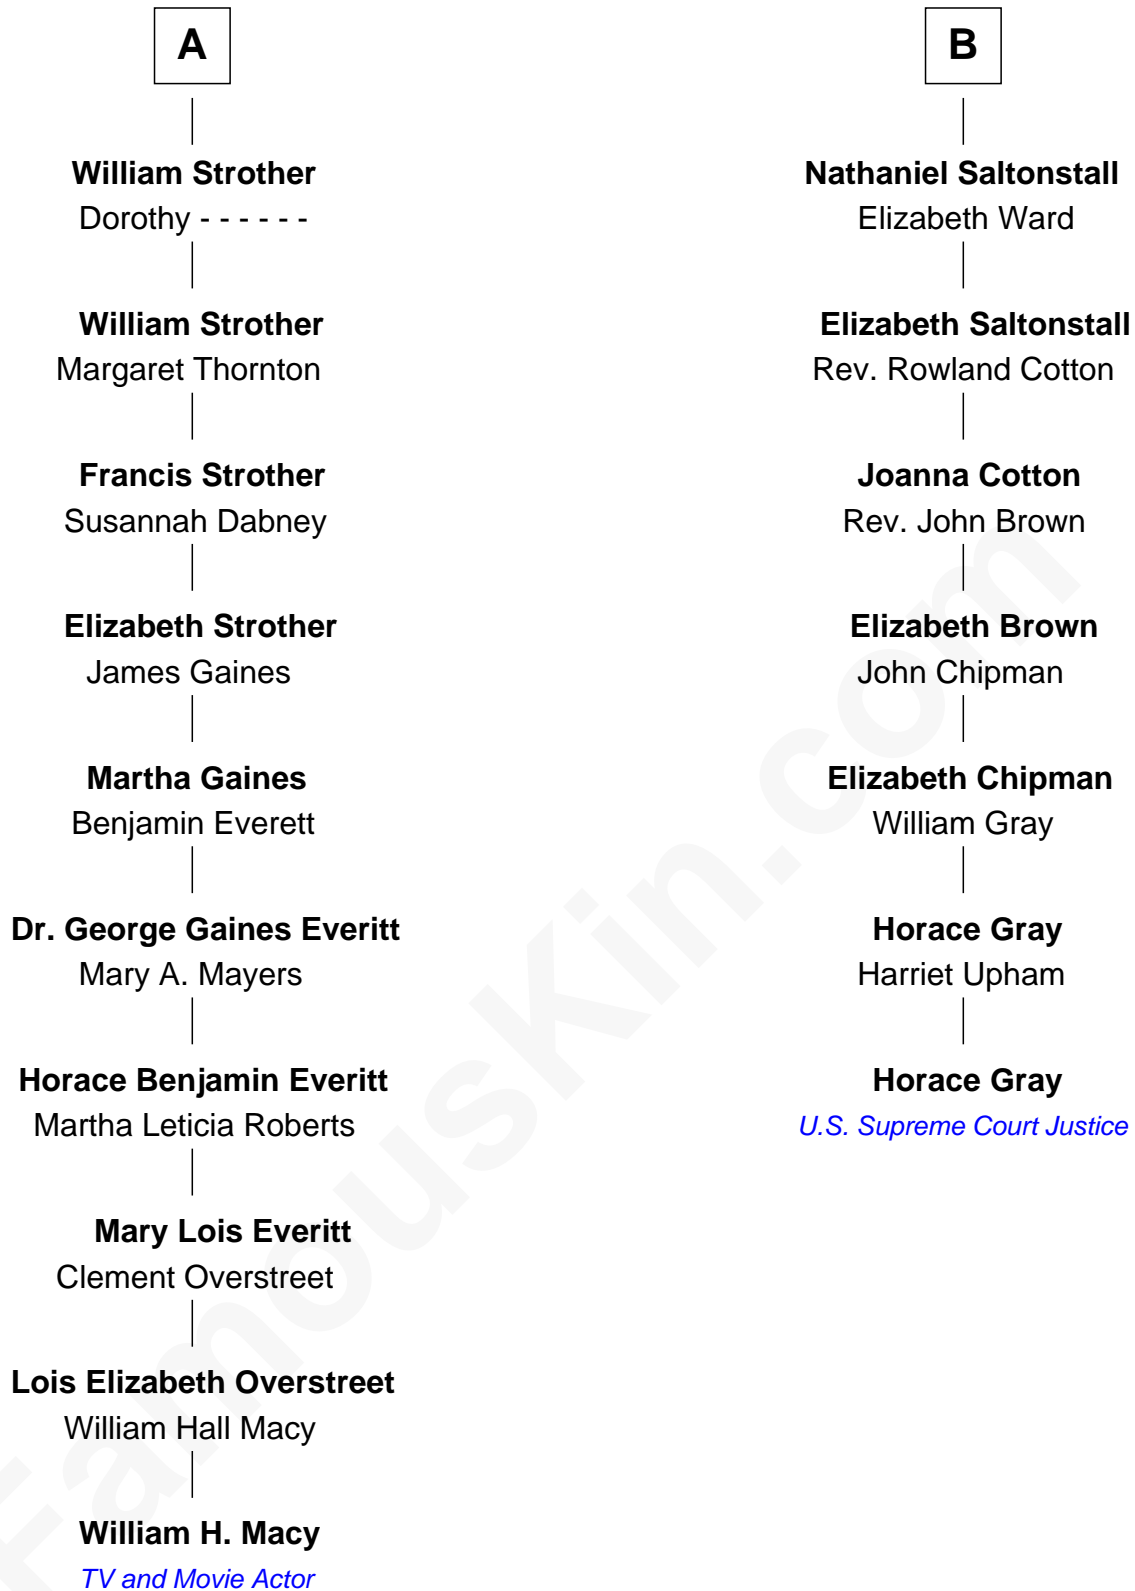 A
William Strother
Dorothy - - - - - -
William Strother
Margaret Thornton
Francis Strother
Susannah Dabney
Elizabeth Strother
James Gaines
Martha Gaines
Benjamin Everett
Dr. George Gaines Everitt
Mary A. Mayers
Horace Benjamin Everitt
Martha Leticia Roberts
Mary Lois Everitt
Clement Overstreet
Lois Elizabeth Overstreet
William Hall Macy
William H. Macy
TV and Movie Actor
B
Nathaniel Saltonstall
Elizabeth Ward
Elizabeth Saltonstall
Rev. Rowland Cotton
Joanna Cotton
Rev. John Brown
Elizabeth Brown
John Chipman
Elizabeth Chipman
William Gray
Horace Gray
Harriet Upham
Horace Gray
U.S. Supreme Court Justice
FamousKin.com